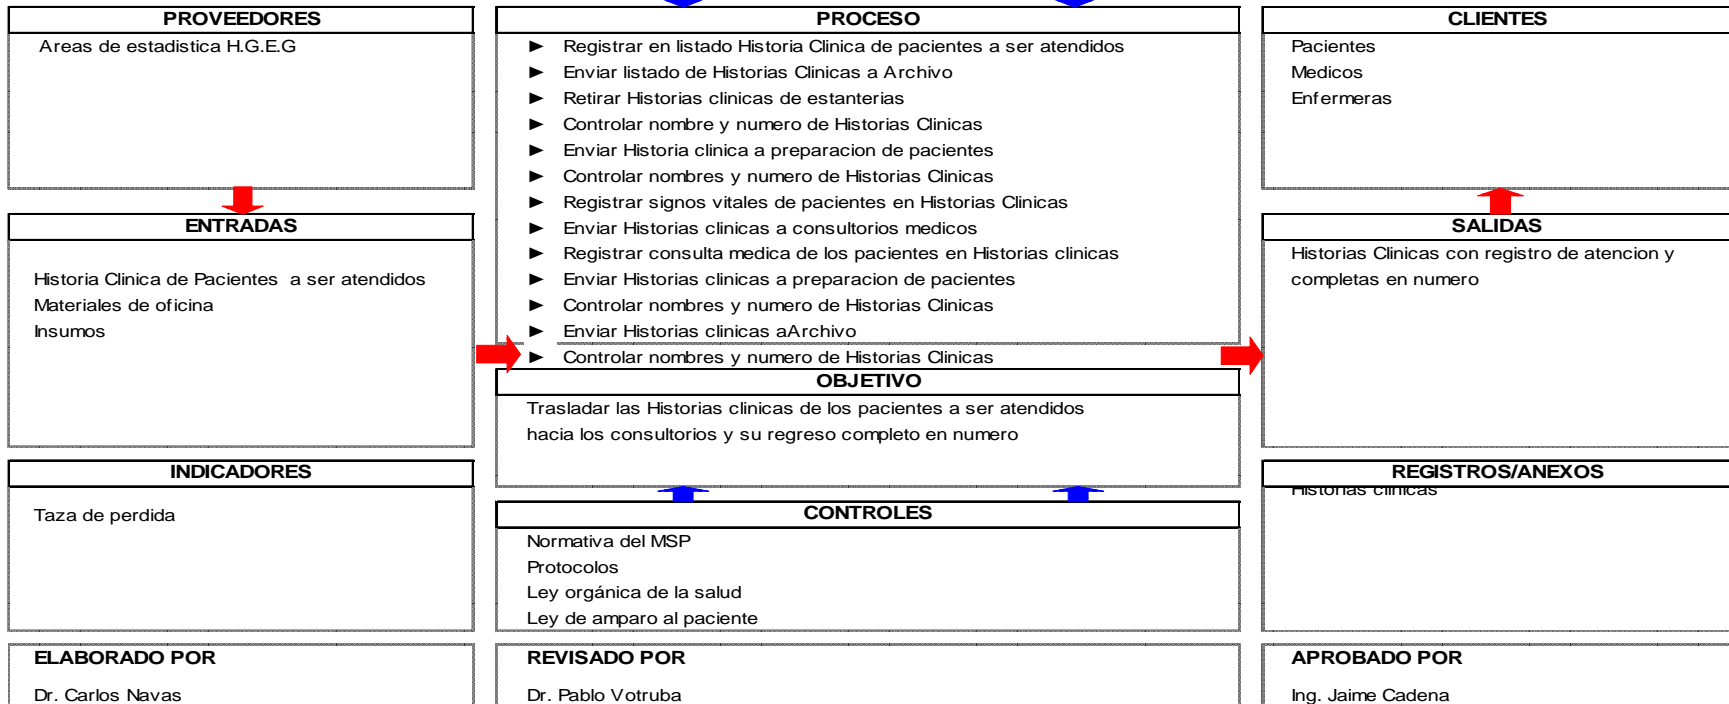 PROVEEDORES
Areas de estadistica H.G.E.G
PROCESO
► Registrar en listado Historia Clinica de pacientes a ser atendidos
► Enviar listado de Historias Clinicas a Archivo
► Retirar Historias clinicas de estanterias
► Controlar nombre y numero de Historias Clinicas
► Enviar Historia clinica a preparacion de pacientes
► Controlar nombres y numero de Historias Clinicas
► Registrar signos vitales de pacientes en Historias Clinicas
► Enviar Historias clinicas a consultorios medicos
► Registrar consulta medica de los pacientes en Historias clinicas
► Enviar Historias clinicas a preparacion de pacientes
► Controlar nombres y numero de Historias Clinicas
► Enviar Historias clinicas aArchivo
► Controlar nombres y numero de Historias Clinicas
CLIENTES
Pacientes
Medicos
Enfermeras
ENTRADAS
Historia Clinica de Pacientes a ser atendidos
Materiales de oficina
Insumos
SALIDAS
Historias Clinicas con registro de atencion y
completas en numero
OBJETIVO
Trasladar las Historias clinicas de los pacientes a ser atendidos
hacia los consultorios y su regreso completo en numero
INDICADORES
Taza de perdida
CONTROLES
Normativa del MSP
Protocolos
Ley orgánica de la salud
Ley de amparo al paciente
REGISTROS/ANEXOS
Historias clinicas
ELABORADO POR
Dr. Carlos Navas
REVISADO POR
Dr. Pablo Votruba
APROBADO POR
Ing. Jaime Cadena